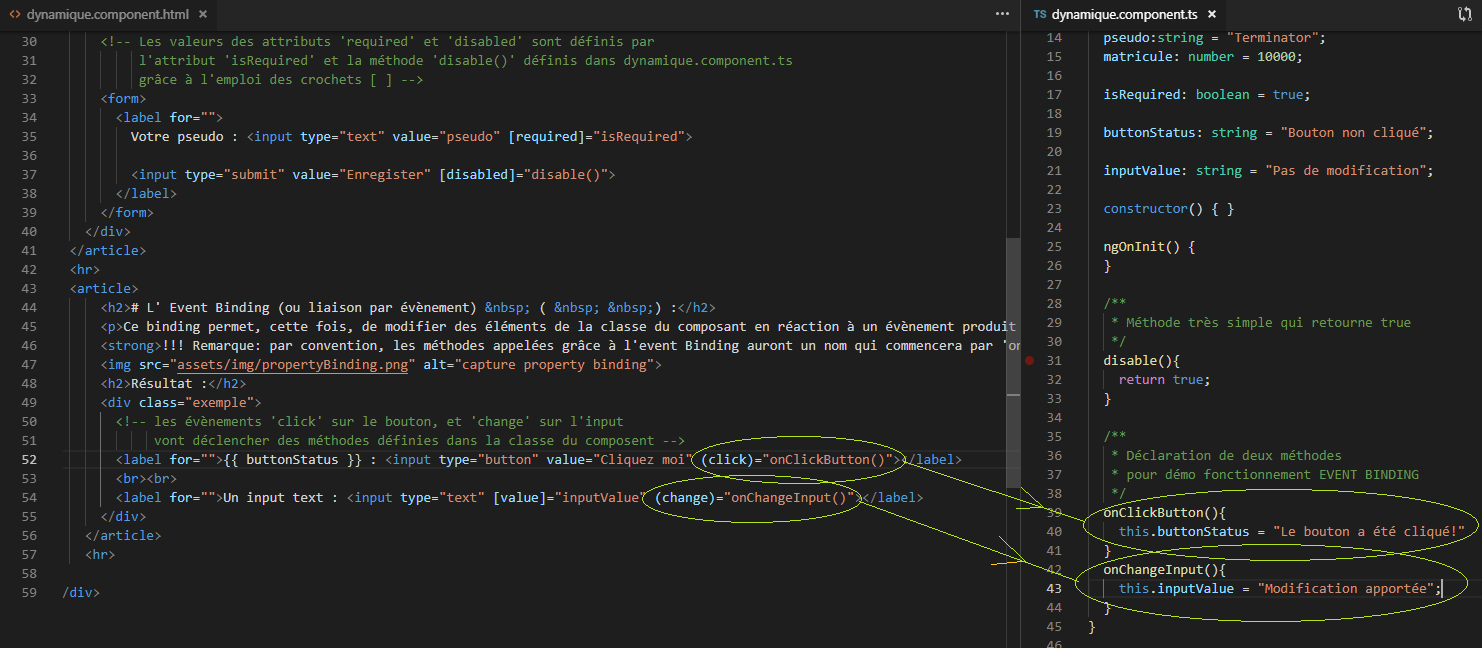 dynamique.component.html ×
30 <!-- Les valeurs des attributs 'required' et 'disabled' sont définis par
31 l'attribut 'isRequired' et la méthode 'disable()' définis dans dynamique.component.ts
32 grâce à l'emploi des crochets [ ] -->
33 <form>
34 <label for="">
35 Votre pseudo : <input type="text" value="pseudo" [required]="isRequired">
36
37 <input type="submit" value="Enregister" [disabled]="disable()">
38 </label>
39 </form>
40 </div>
41 </article>
42 <hr>
43 <article>
44 <h2># L' Event Binding (ou liaison par évènement) &nbsp; ( &nbsp; &nbsp;) :</h2>
45 <p>Ce binding permet, cette fois, de modifier des éléments de la classe du composant en réaction à un évènement produit
46 <strong>!!! Remarque: par convention, les méthodes appelées grâce à l'event Binding auront un nom qui commencera par 'on
47 <img src="assets/img/propertyBinding.png" alt="capture property binding">
48 <h2>Résultat :</h2>
49 <div class="exemple">
50 <!-- les évènements 'click' sur le bouton, et 'change' sur l'input
51 vont déclencher des méthodes définies dans la classe du composent -->
52 <label for="">{{ buttonStatus }} : <input type="button" value="Cliquez moi" (click)="onClickButton()"></label>
53 <br><br>
54 <label for="">Un input text : <input type="text" [value]="inputValue" (change)="onChangeInput()"></label>
55 </div>
56 </article>
57 <hr>
58
59 /div>
TS dynamique.component.ts ×
14 pseudo:string = "Terminator";
15 matricule: number = 10000;
16
17 isRequired: boolean = true;
18
19 buttonStatus: string = "Bouton non cliqué";
20
21 inputValue: string = "Pas de modification";
22
23 constructor() { }
24
25 ngOnInit() {
26 }
27
28 /**
29 * Méthode très simple qui retourne true
30 */
31 disable(){
32 return true;
33 }
34
35 /**
36 * Déclaration de deux méthodes
37 * pour démo fonctionnement EVENT BINDING
38 */
39 onClickButton(){
40 this.buttonStatus = "Le bouton a été cliqué!"
41 }
42 onChangeInput(){
43 this.inputValue = "Modification apportée";
44 }
45 }
46